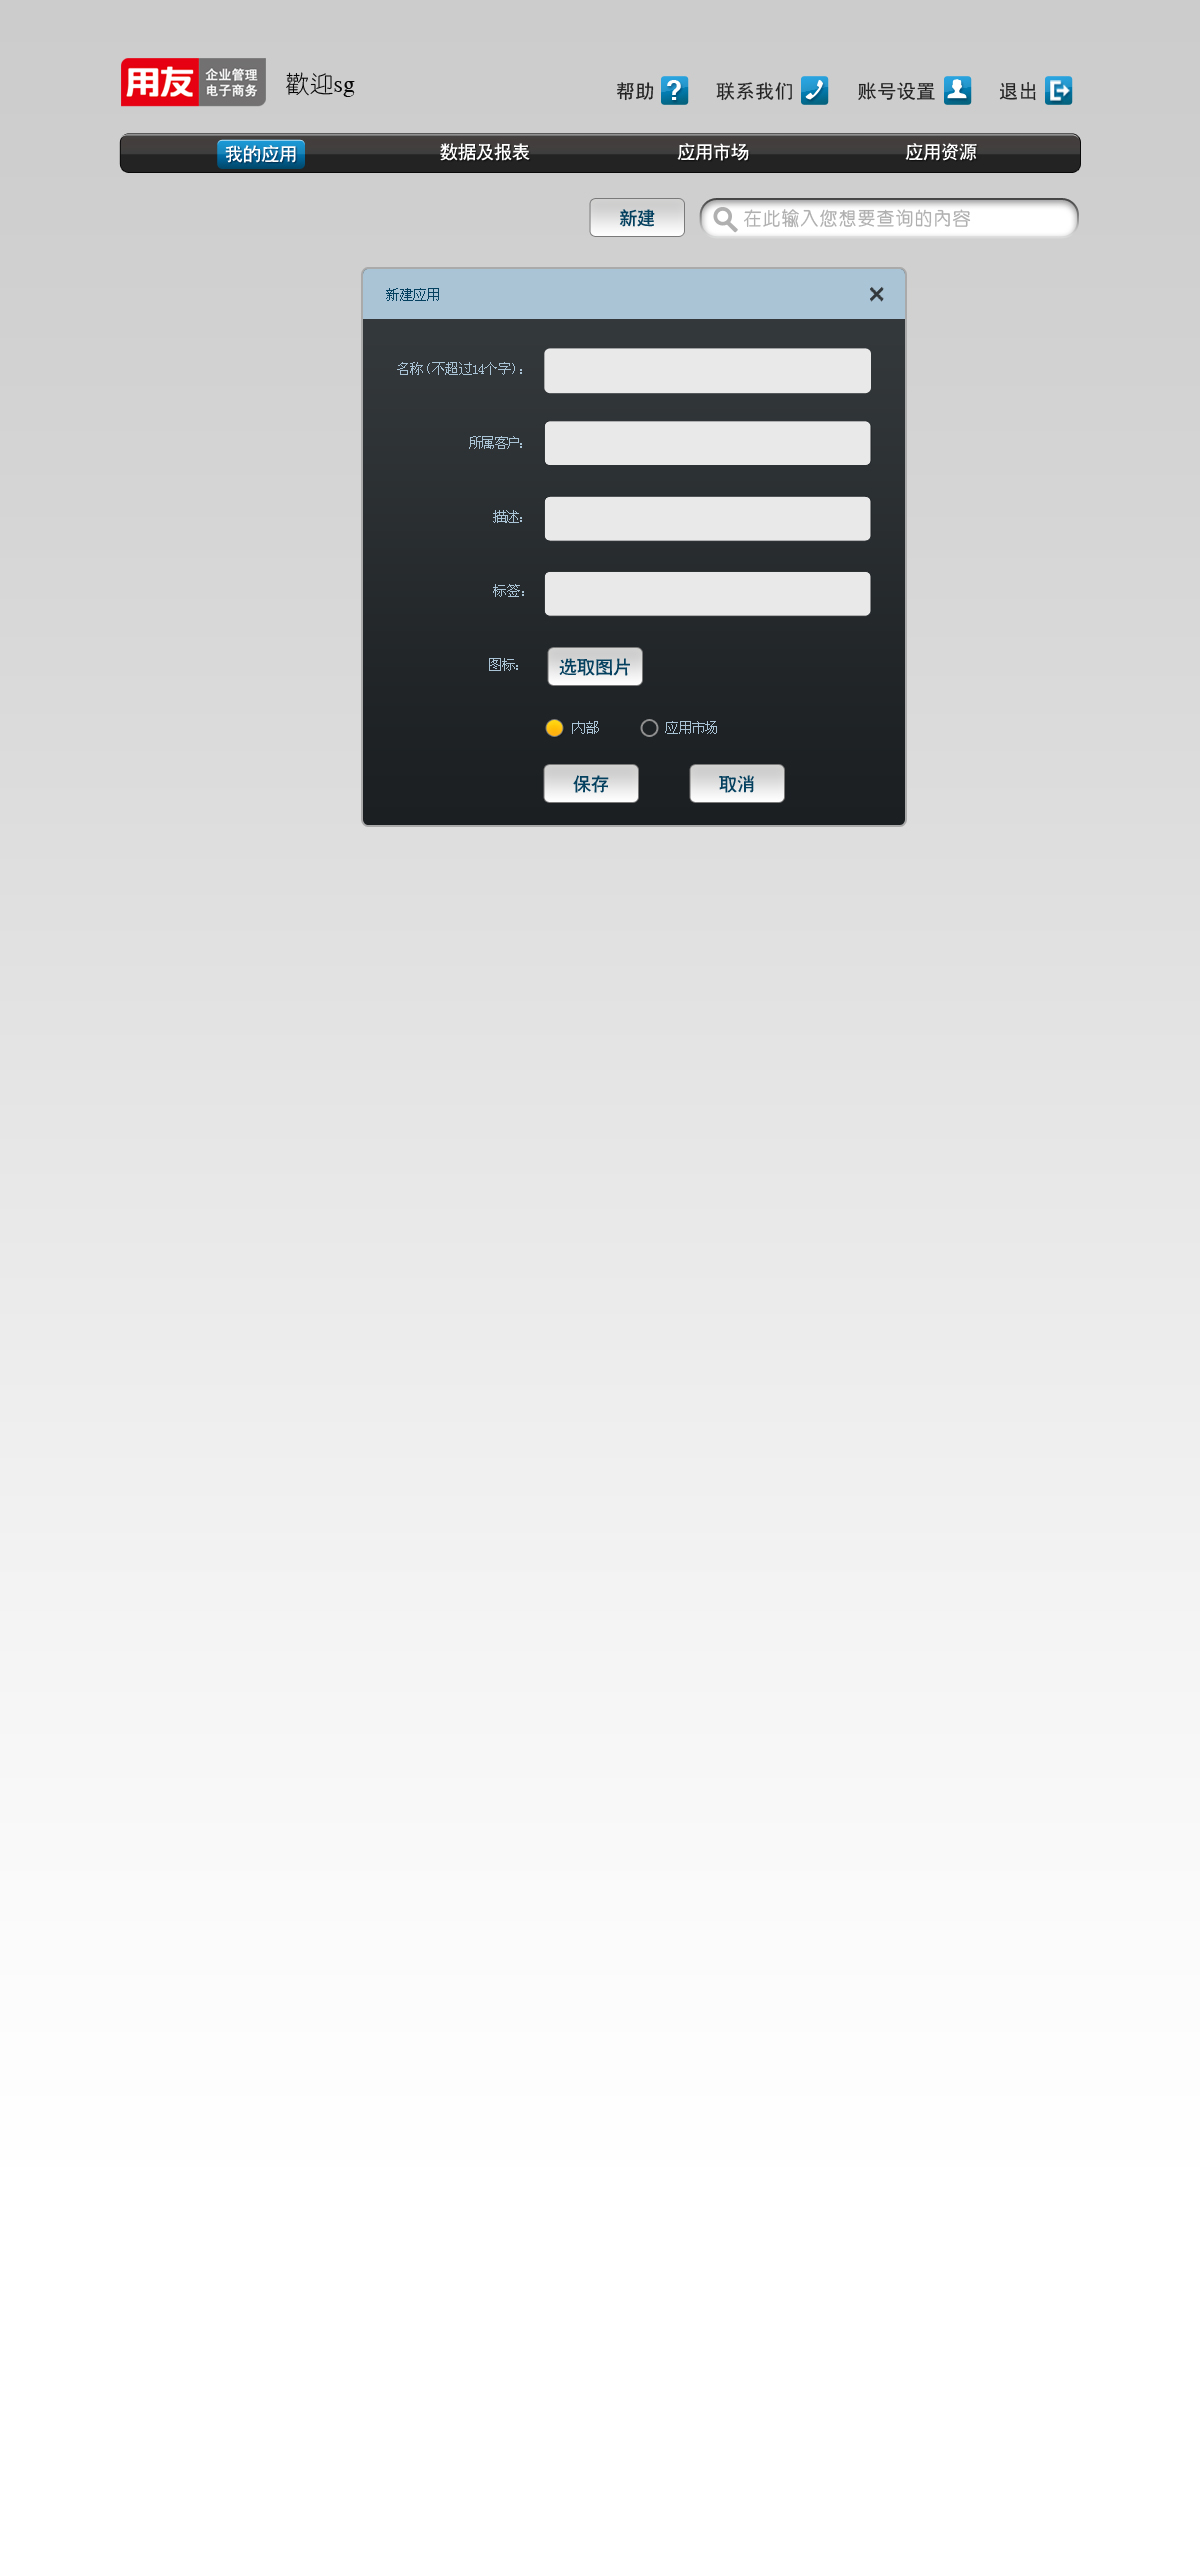 用友 企业管理
电子商务
歡迎sg
帮助 联系我们 账号设置 退出
我的应用 数据及报表 应用市场 应用资源
新建 在此输入您想要查询的內容
新建应用
名称(不超过14个字)：
所属客户：
描述：
标签：
图标： 选取图片
内部 应用市场
保存 取消